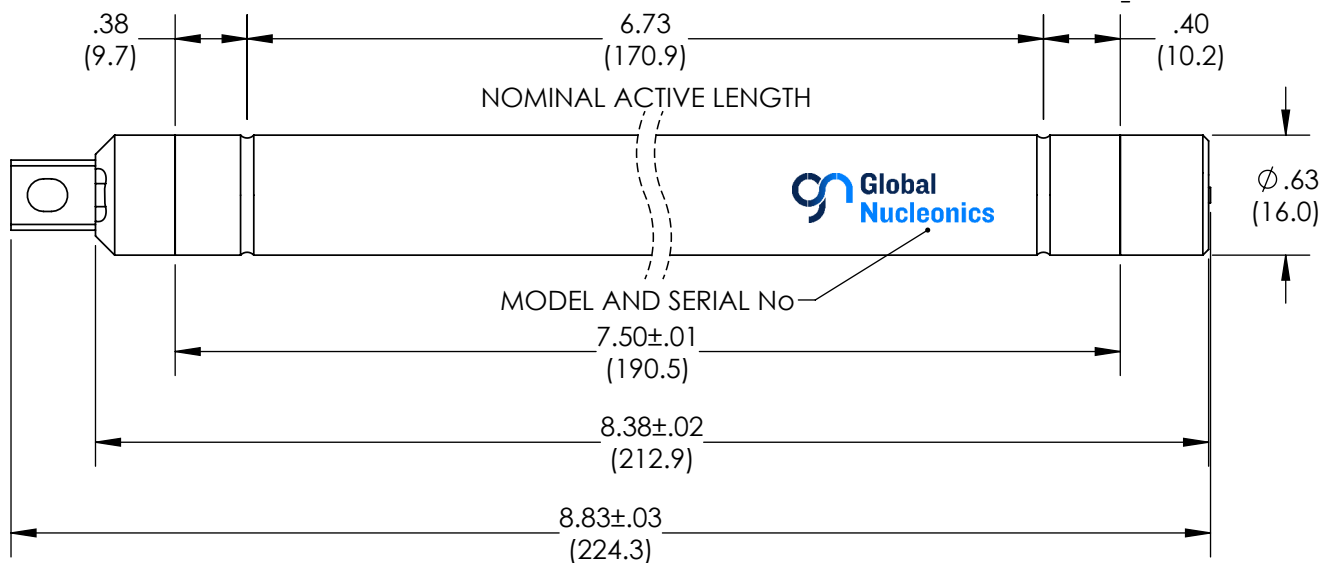 .38
(9.7)
6.73
(170.9)
.40
(10.2)
NOMINAL ACTIVE LENGTH
Ø.63
(16.0)
Global
Nucleonics
MODEL AND SERIAL No
7.50±.01
(190.5)
8.38±.02
(212.9)
8.83±.03
(224.3)